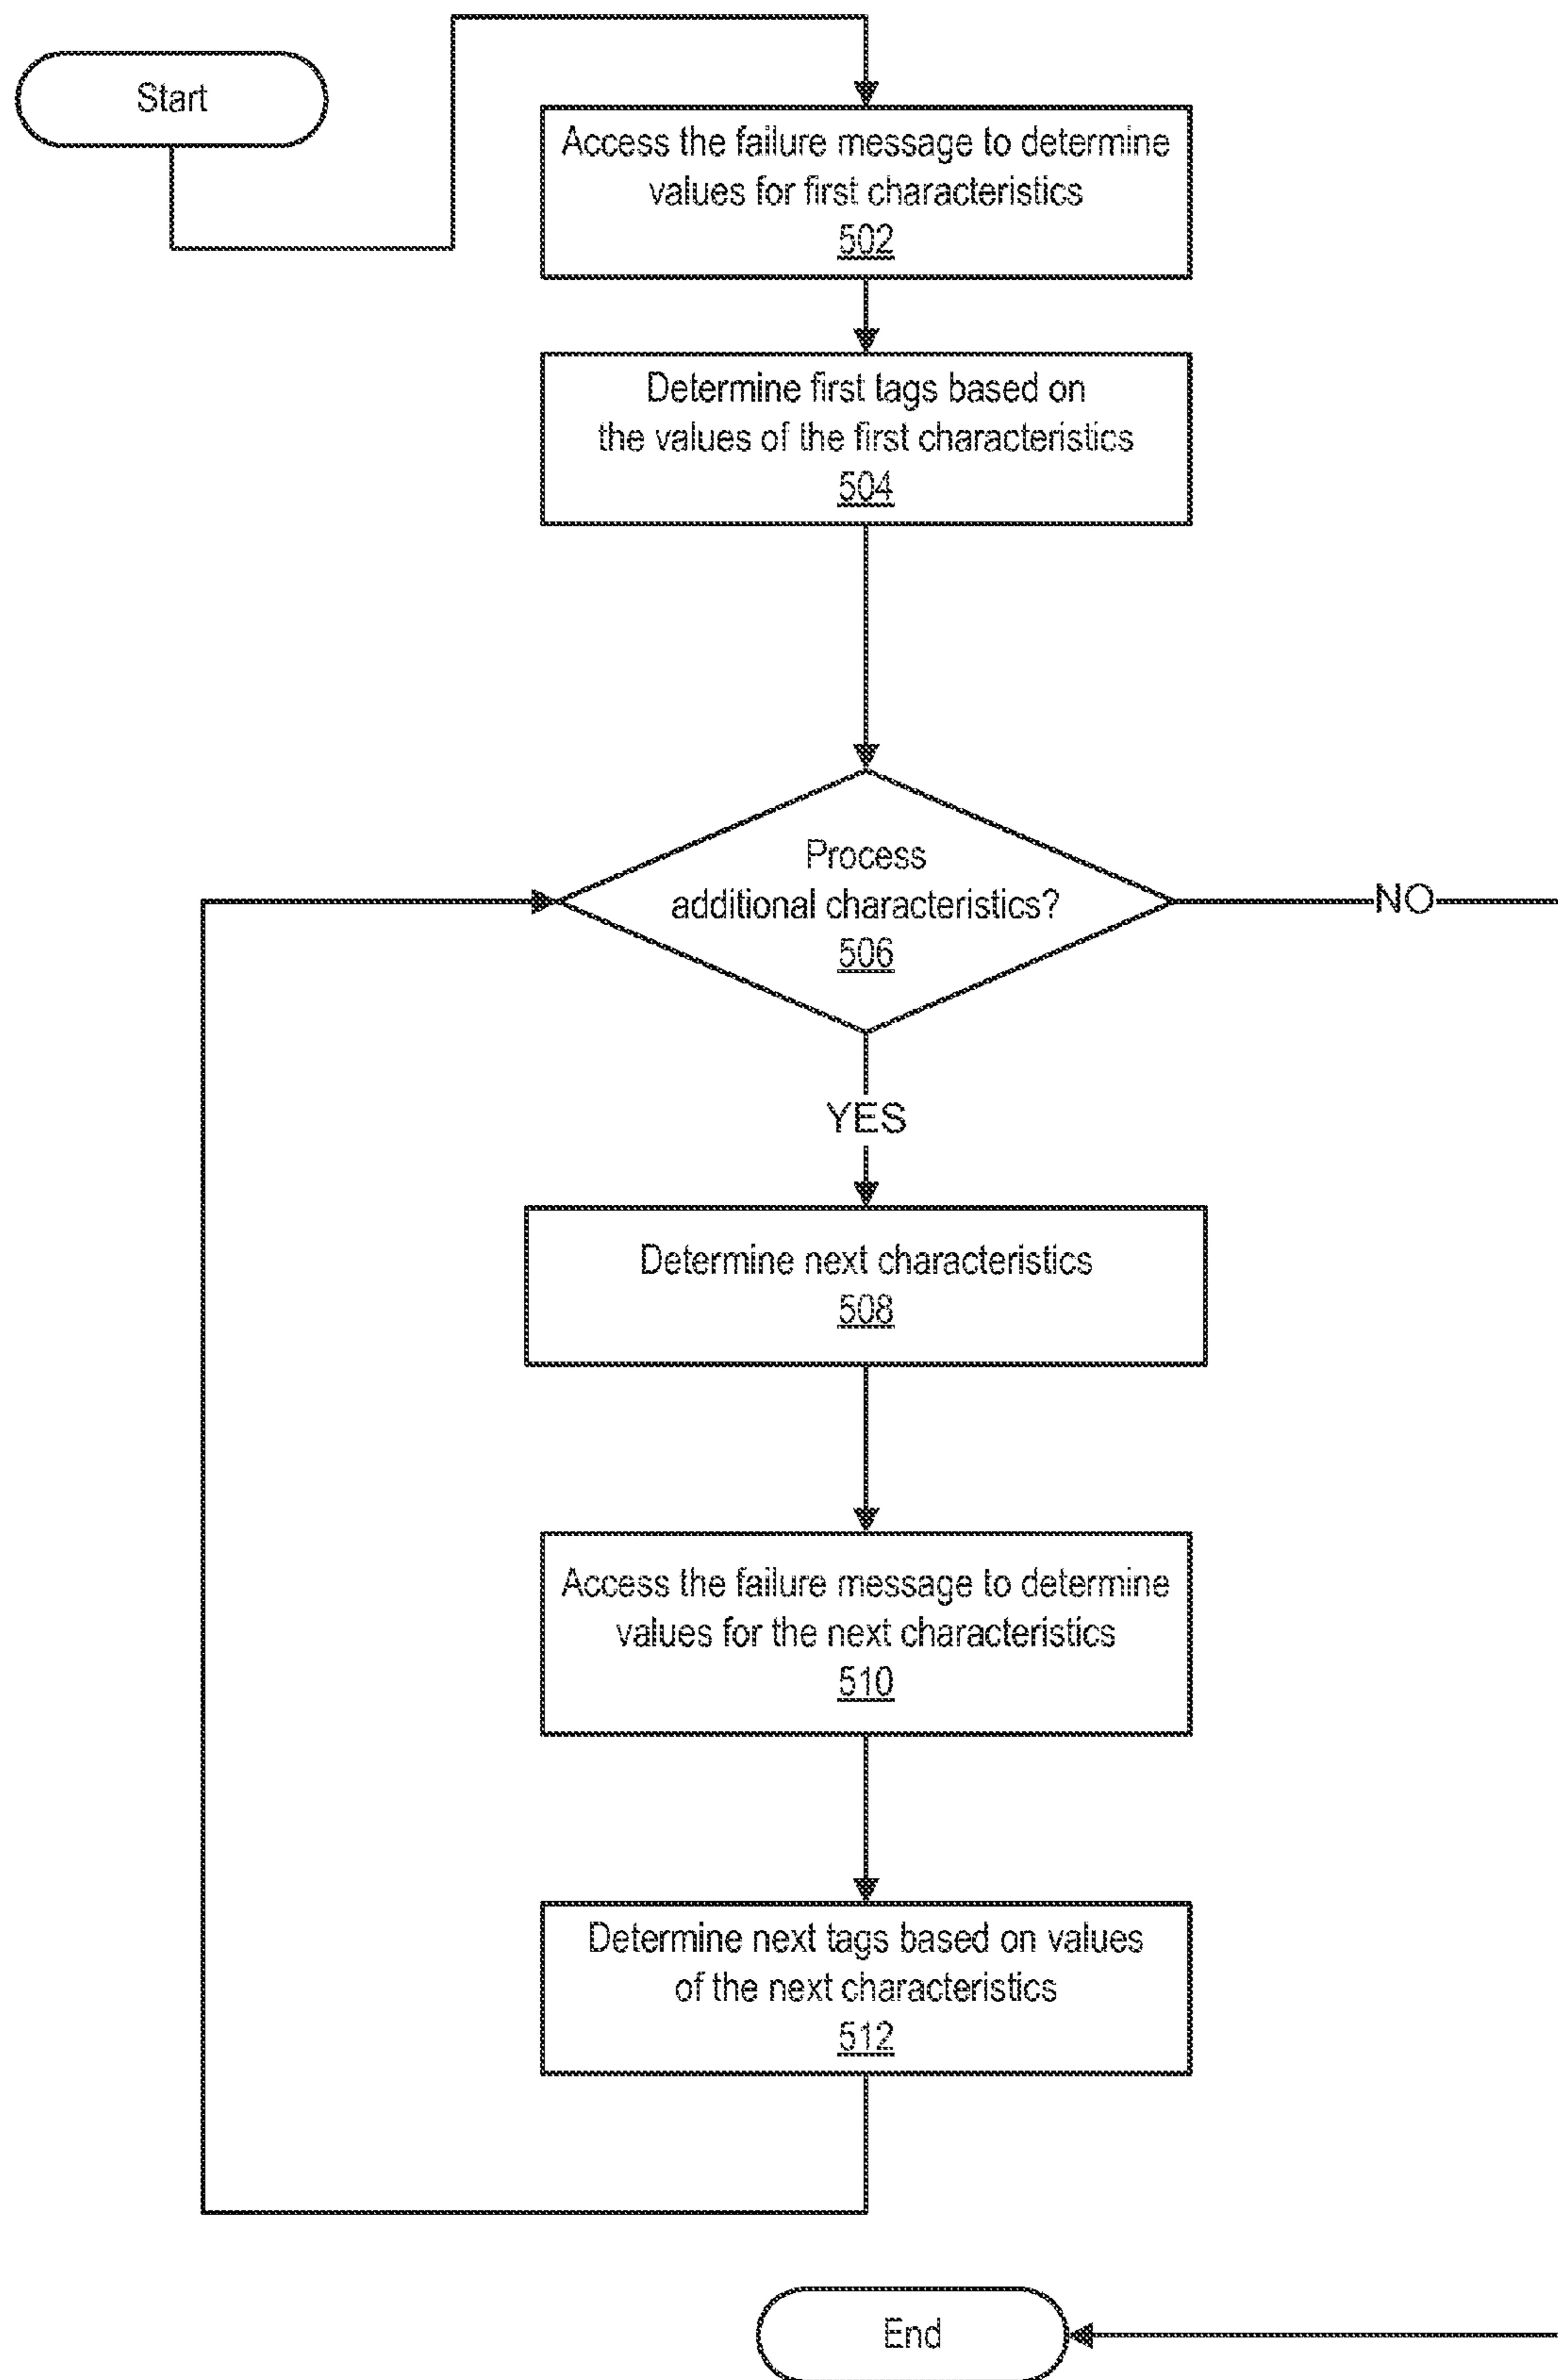 Start
Access the failure message to determine
values for first characteristics
502
Determine first tags based on
the values of the first characteristics
504
Process
additional characteristics?
506
NO
YES
Determine next characteristics
508
Access the failure message to determine
values for the next characteristics
510
Determine next tags based on values
of the next characteristics
512
End